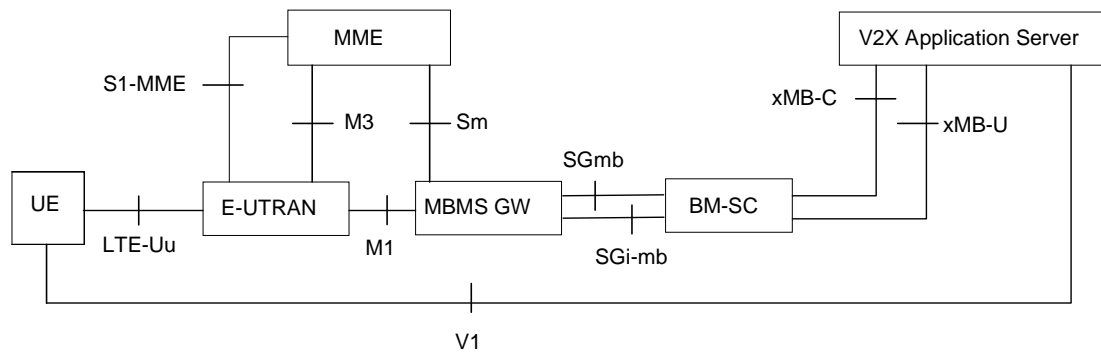 MME
V2X Application Server
S1-MME
xMB-C
M3
Sm
xMB-U
SGmb
UE
E-UTRAN
MBMS GW
BM-SC
LTE-Uu
M1
SGi-mb
V1